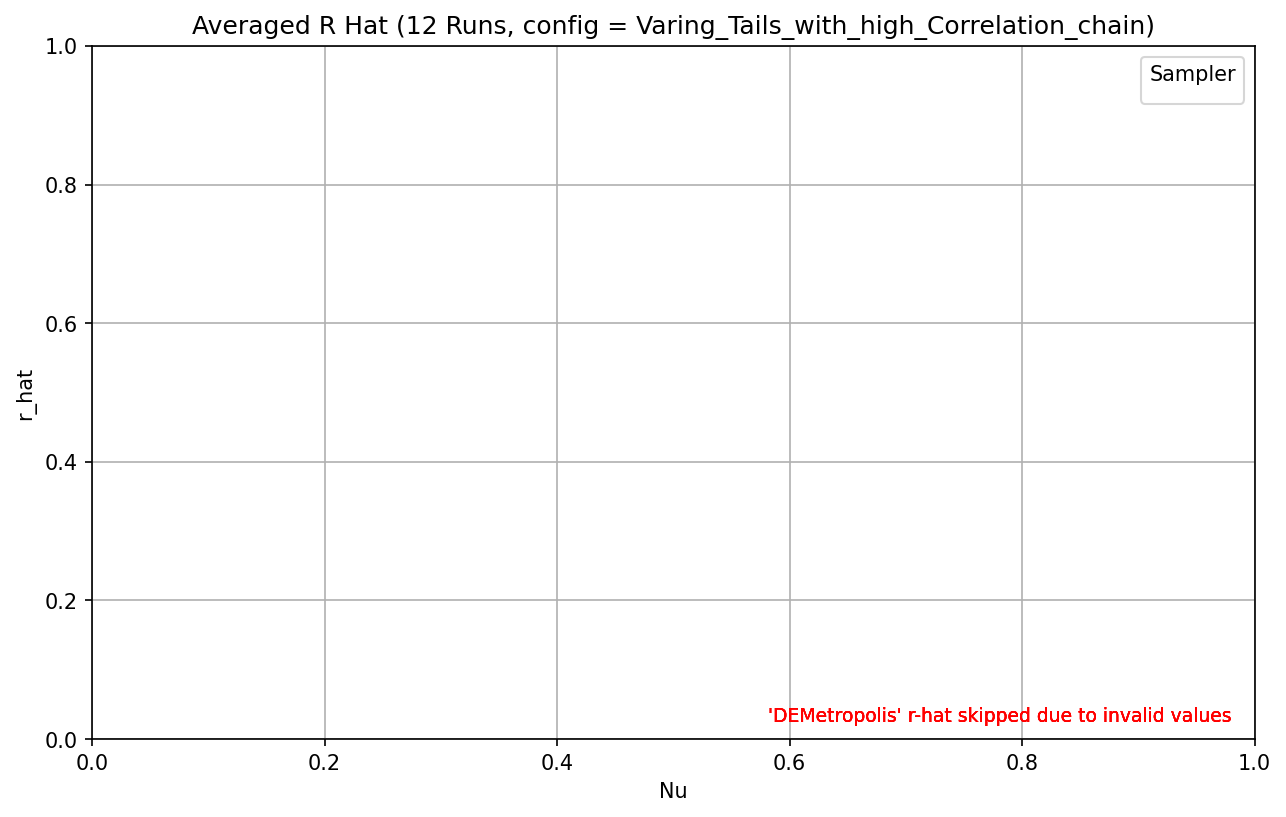 Averaged R Hat (12 Runs, config = Varing_Tails_with_high_Correlation_chain)
Sampler
1.0
0.8
0.6
0.4
0.2
0.0
r_hat
'DEMetropolis' r-hat skipped due to invalid values
0.0 0.2 0.4 0.6 0.8 1.0
Nu